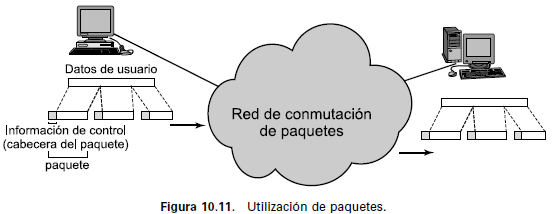 Datos de usuario
Información de control
(cabecera del paquete)
paquete
Red de conmutación
de paquetes
Figura 10.11. Utilización de paquetes.